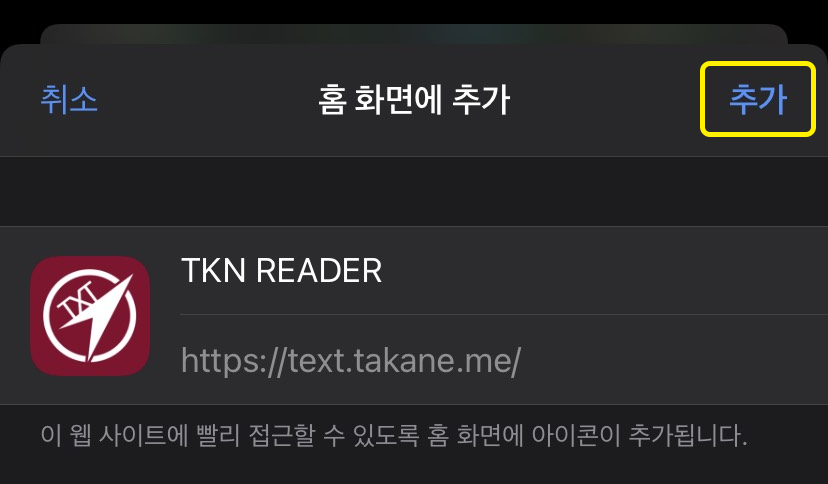 취소 홈 화면에 추가 추가
TXT
TKN READER
https://text.takane.me/
이 웹 사이트에 빨리 접근할 수 있도록 홈 화면에 아이콘이 추가됩니다.